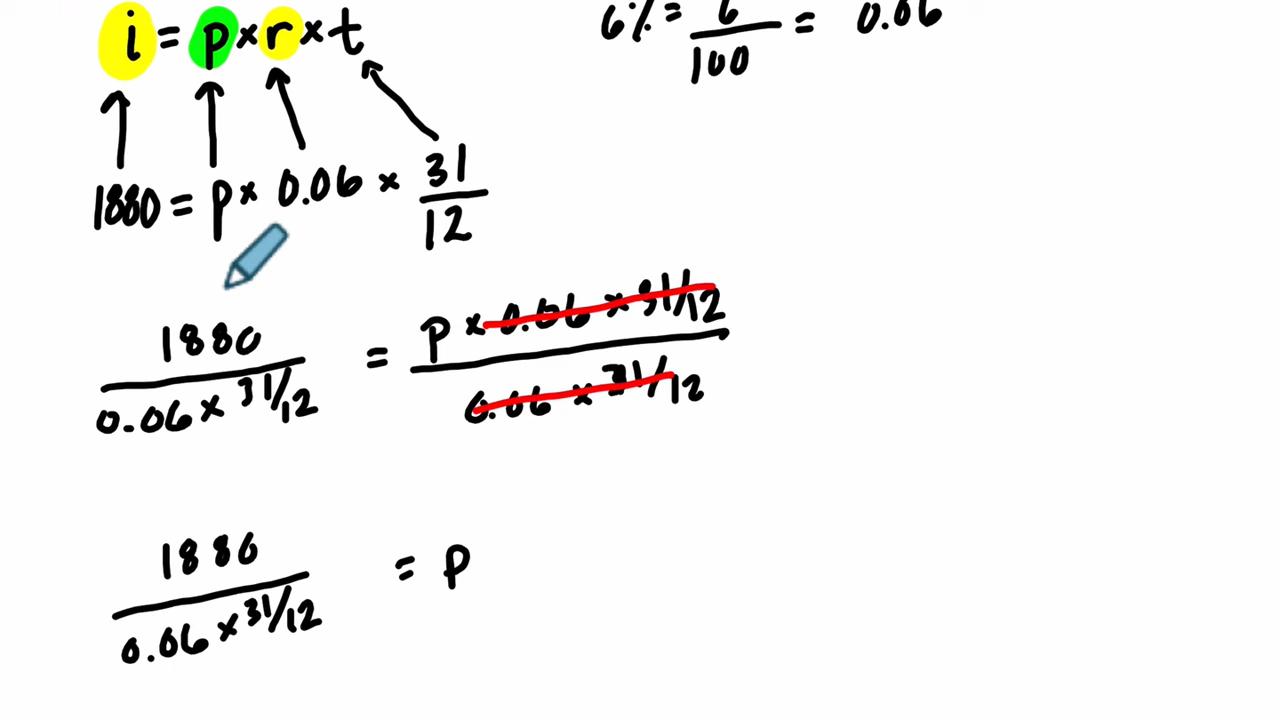 i = p × r × t
6% = 6/100 = 0.06
1880 = p × 0.06 × 31/12
1880 / 0.06 × 31/12 = p × 0.06 × 31/12 / 0.06 × 31/12
1880 / 0.06 × 31/12 = p